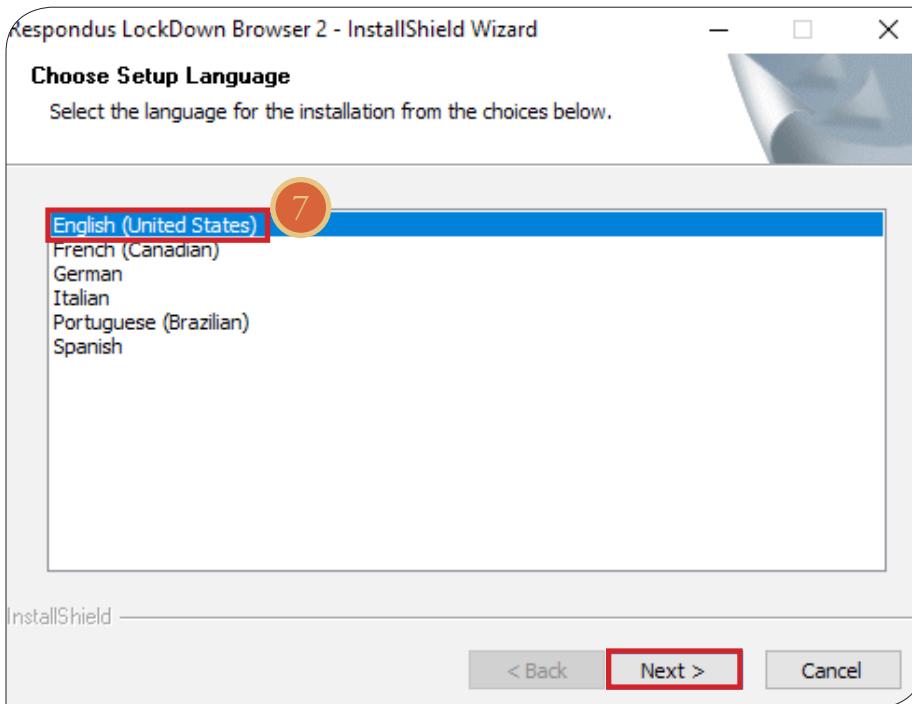 Respondus LockDown Browser 2 - InstallShield Wizard
Choose Setup Language
Select the language for the installation from the choices below.
7
English (United States)
French (Canadian)
German
Italian
Portuguese (Brazilian)
Spanish
InstallShield
< Back Next > Cancel